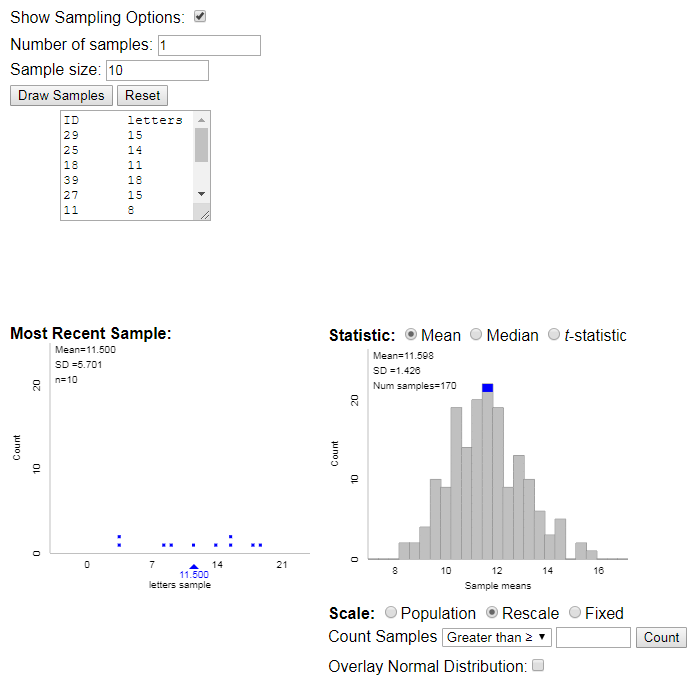 Show Sampling Options:
Number of samples: 1
Sample size: 10
Draw Samples Reset
ID letters
29 15
25 14
18 11
39 18
27 15
11 8
Most Recent Sample:
Mean=11.500
SD =5.701
n=10
20
10
0
Count
0 7 14 21
11.500
letters sample
Statistic: Mean Median t-statistic
Mean=11.598
SD =1.426
Num samples=170
20
10
0
Count
8 10 12 14 16
Sample means
Scale: Population Rescale Fixed
Count Samples Greater than ≥ Count
Overlay Normal Distribution: